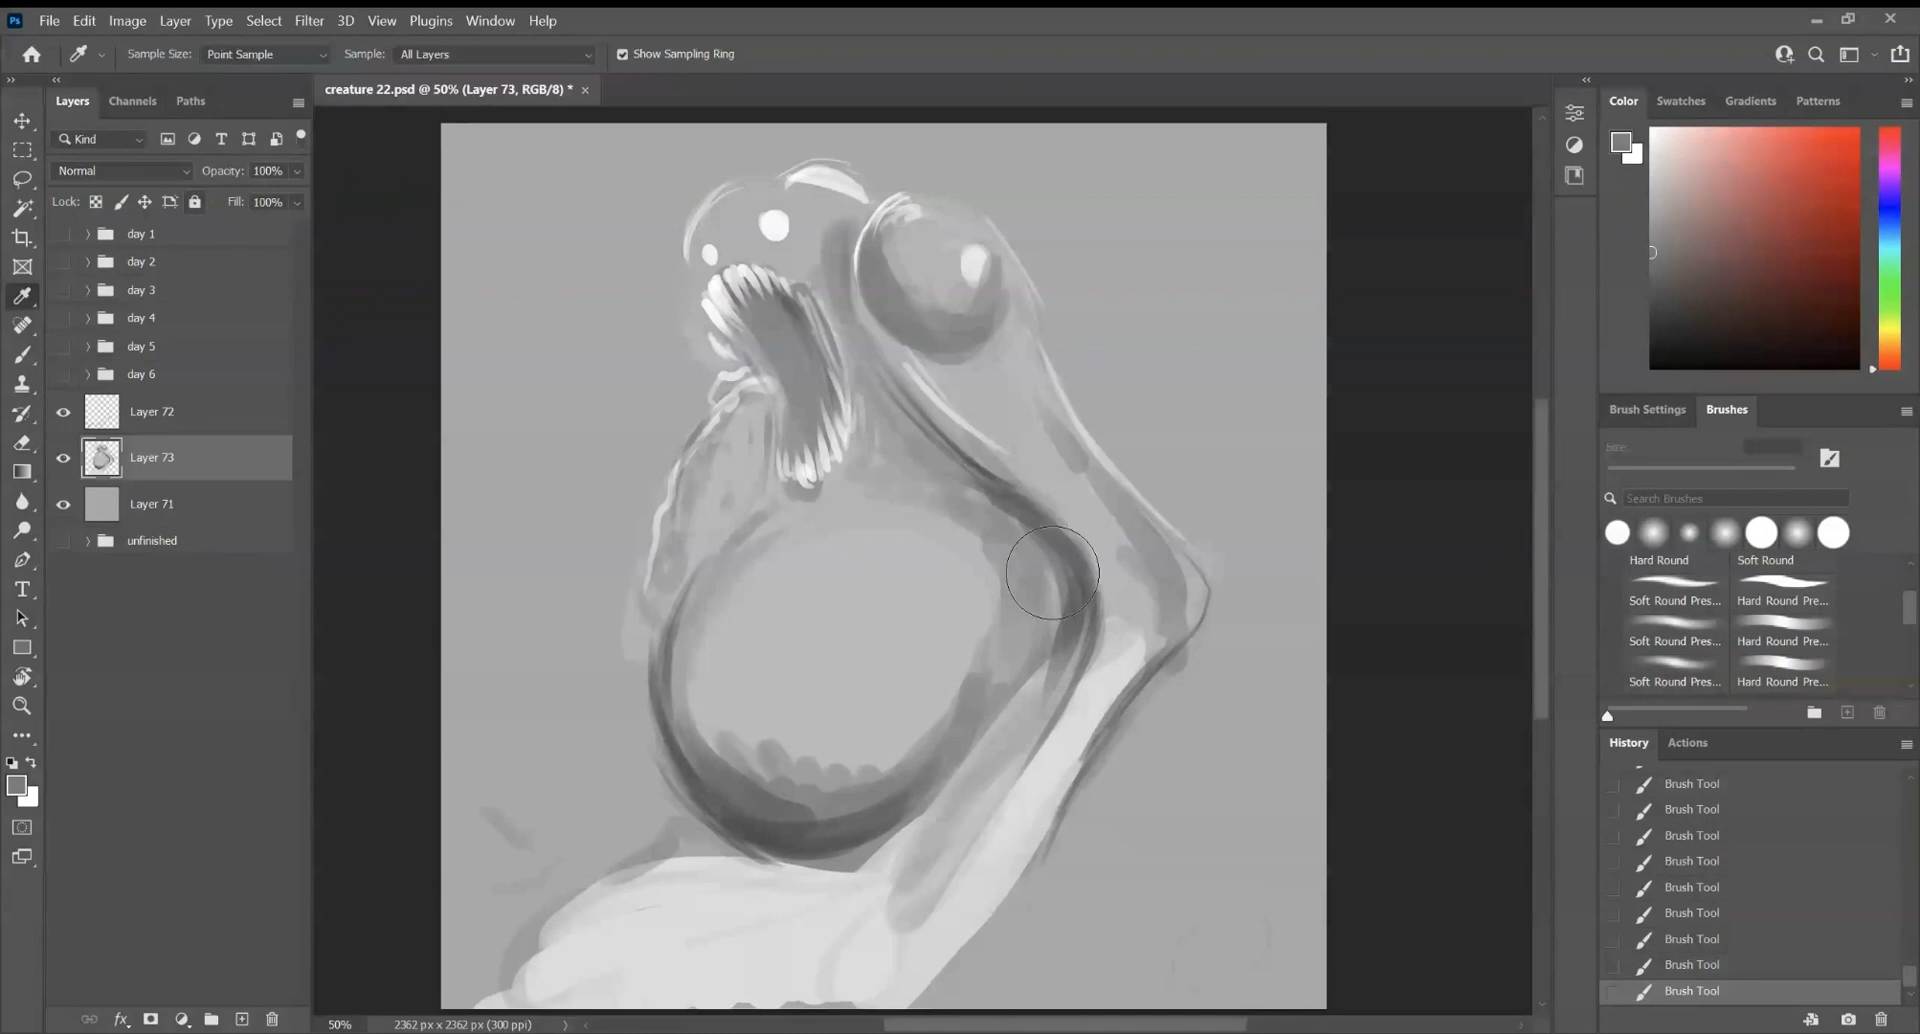 Ps File Edit Image Layer Type Select Filter 3D View Plugins Window Help
Sample Size: Point Sample Sample: All Layers Show Sampling Ring
Layers Channels Paths
creature 22.psd @ 50% (Layer 73, RGB/8) * ×
Color Swatches Gradients Patterns
Kind
Normal Opacity: 100%
Lock: Fill: 100%
day 1
day 2
day 3
day 4
day 5
day 6
Layer 72
Layer 73
Layer 71
unfinished
Brush Settings Brushes
Size:
Search Brushes
Hard Round Soft Round
Soft Round Pres... Hard Round Pre...
Soft Round Pres... Hard Round Pre...
Soft Round Pres... Hard Round Pre...
History Actions
Brush Tool
Brush Tool
Brush Tool
Brush Tool
Brush Tool
Brush Tool
Brush Tool
Brush Tool
Brush Tool
fx
50% 2362 px x 2362 px (300 ppi)